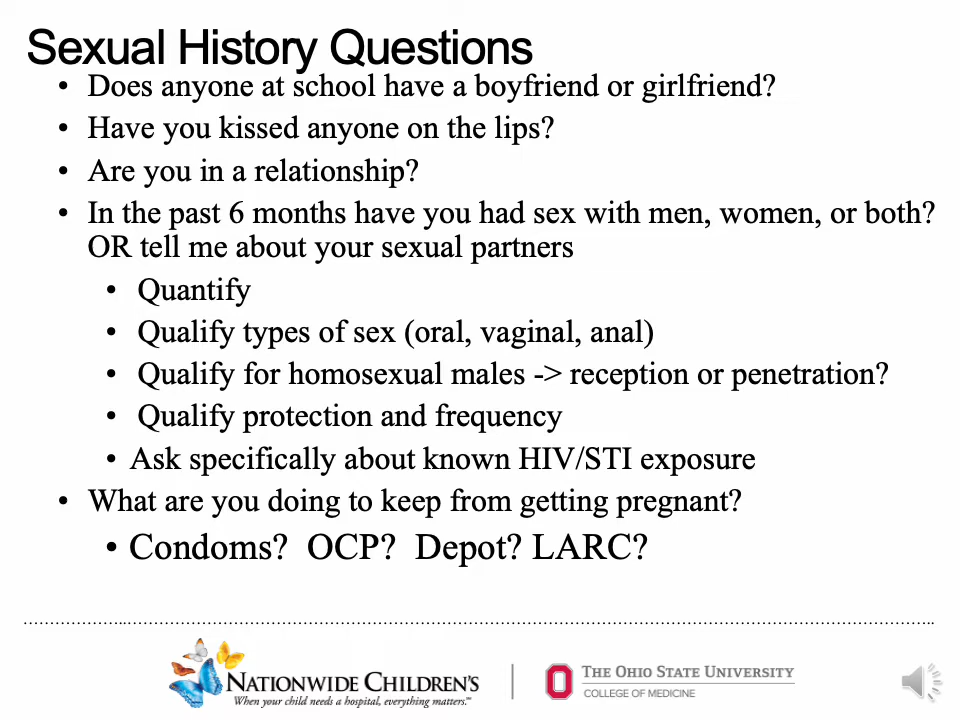 Sexual History Questions
• Does anyone at school have a boyfriend or girlfriend?
• Have you kissed anyone on the lips?
• Are you in a relationship?
• In the past 6 months have you had sex with men, women, or both?
OR tell me about your sexual partners
• Quantify
• Qualify types of sex (oral, vaginal, anal)
• Qualify for homosexual males -> reception or penetration?
• Qualify protection and frequency
• Ask specifically about known HIV/STI exposure
• What are you doing to keep from getting pregnant?
• Condoms? OCP? Depot? LARC?
NATIONWIDE CHILDREN'S
When your child needs a hospital, everything matters.™
THE OHIO STATE UNIVERSITY
COLLEGE OF MEDICINE